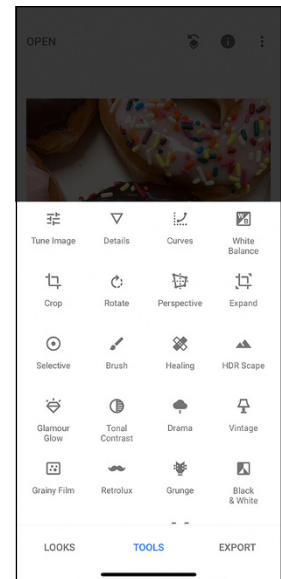 OPEN
Tune Image Details Curves White Balance
Crop Rotate Perspective Expand
Selective Brush Healing HDR Scape
Glamour Glow Tonal Contrast Drama Vintage
Grainy Film Retrolux Grunge Black & White
LOOKS TOOLS EXPORT